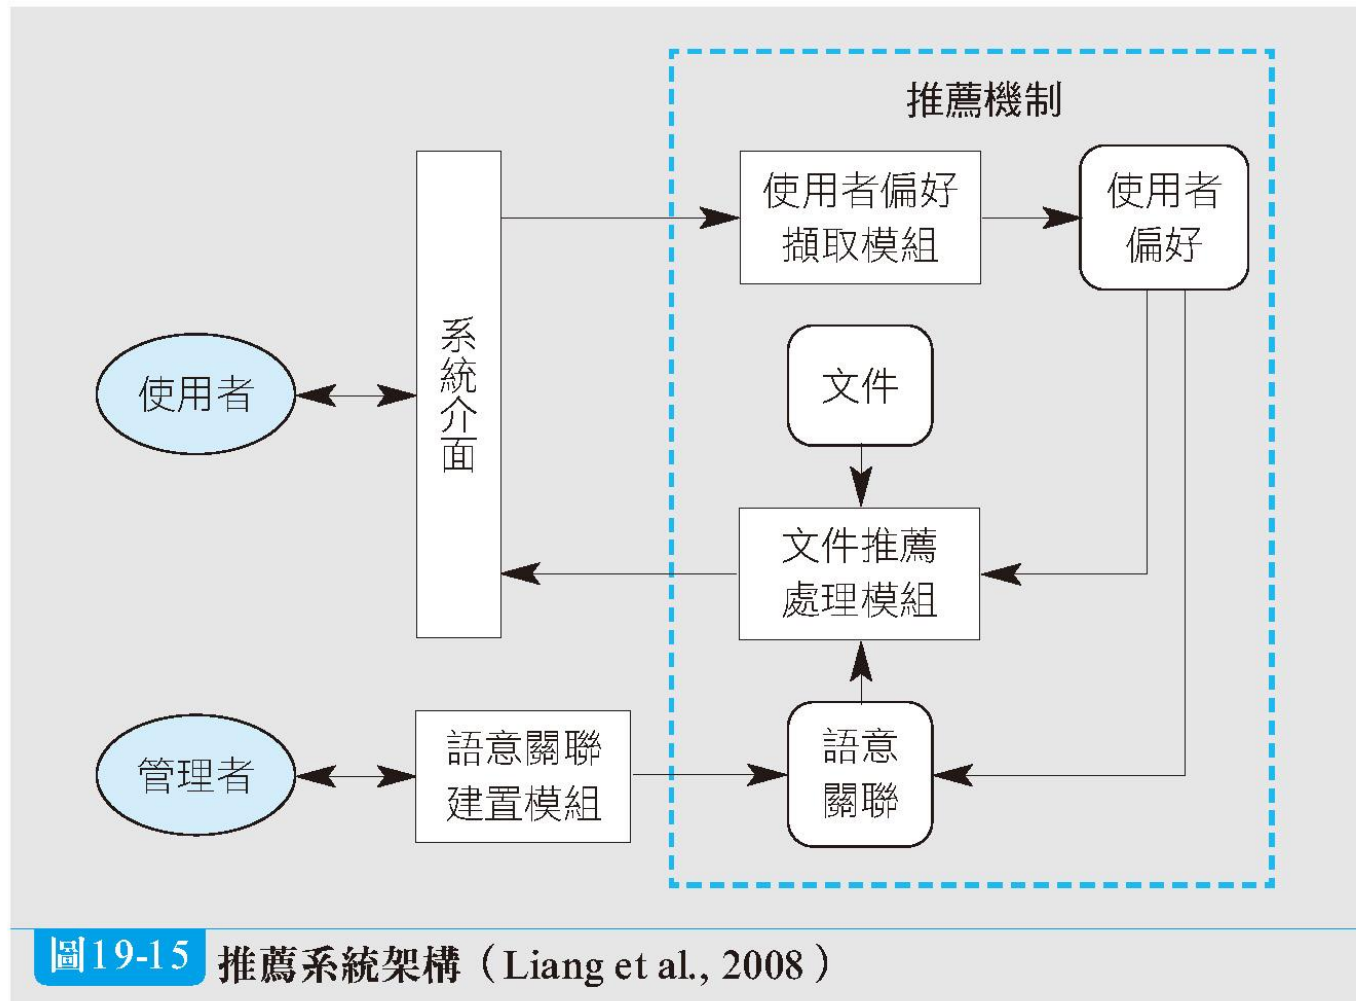 推薦機制
使用者偏好
擷取模組
使用者
偏好
系統介面
使用者
文件
文件推薦
處理模組
管理者
語意關聯
建置模組
語意
關聯
圖19-15 推薦系統架構（Liang et al., 2008）